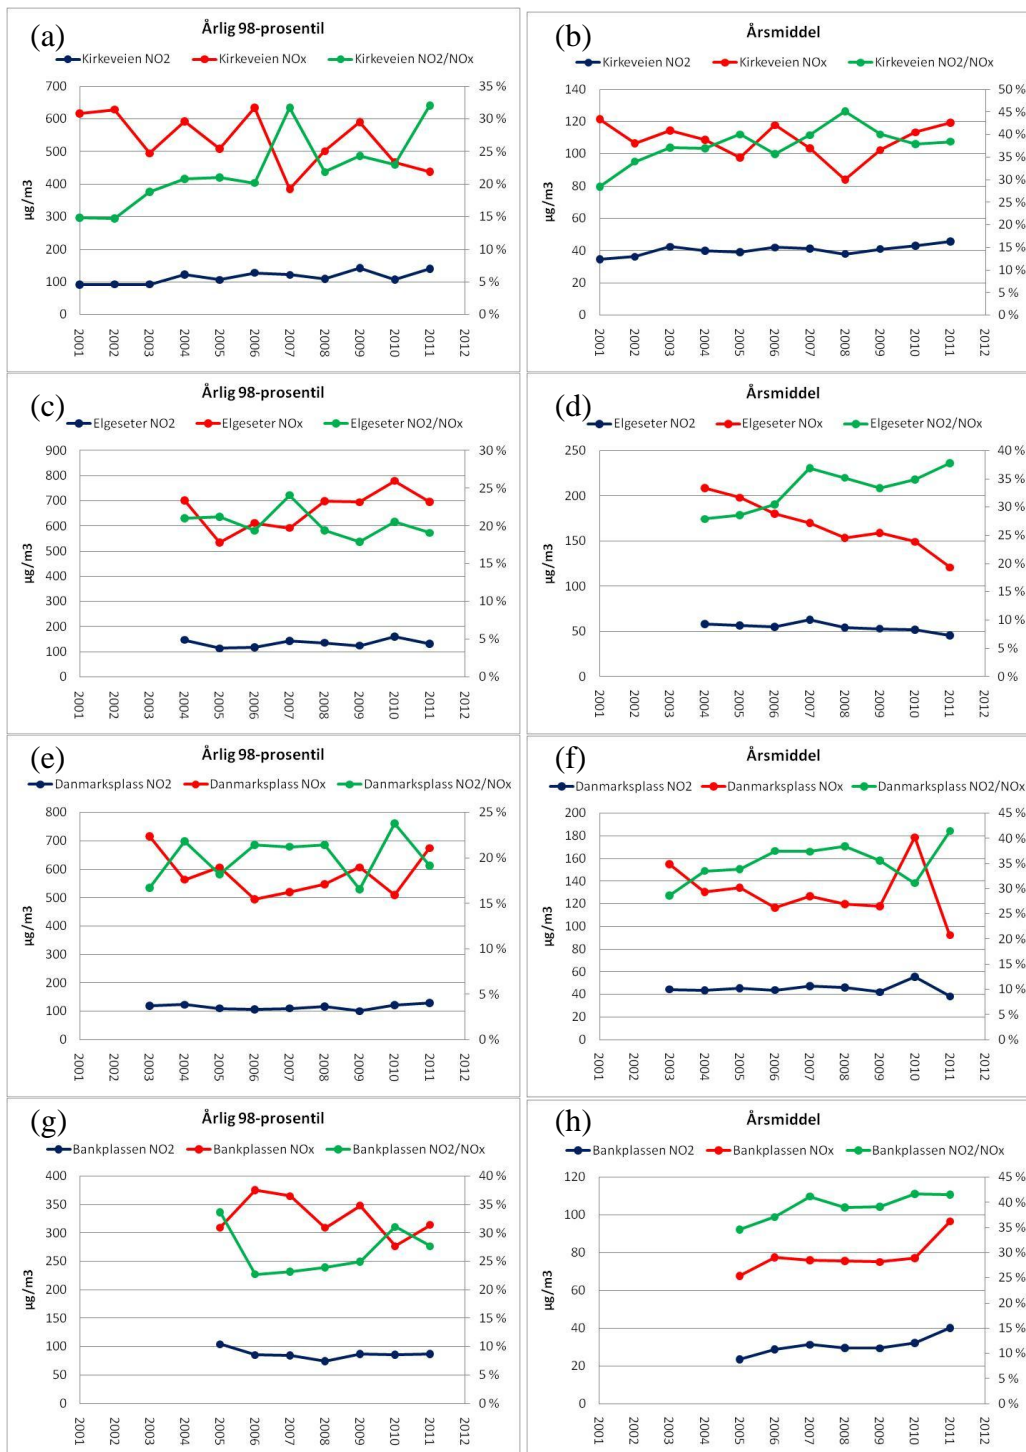 (a)
Årlig 98-prosentil
Kirkeveien NO2 Kirkeveien NOx Kirkeveien NO2/NOx
700 600 500 400 300 200 100 0
µg/m3
35 % 30 % 25 % 20 % 15 % 10 % 5 % 0 %
2001 2002 2003 2004 2005 2006 2007 2008 2009 2010 2011 2012
(b)
Årsmiddel
Kirkeveien NO2 Kirkeveien NOx Kirkeveien NO2/NOx
140 120 100 80 60 40 20 0
µg/m3
50 % 45 % 40 % 35 % 30 % 25 % 20 % 15 % 10 % 5 % 0 %
2001 2002 2003 2004 2005 2006 2007 2008 2009 2010 2011 2012
(c)
Årlig 98-prosentil
Elgeseter NO2 Elgeseter NOx Elgeseter NO2/NOx
900 800 700 600 500 400 300 200 100 0
µg/m3
30 % 25 % 20 % 15 % 10 % 5 % 0 %
2001 2002 2003 2004 2005 2006 2007 2008 2009 2010 2011 2012
(d)
Årsmiddel
Elgeseter NO2 Elgeseter NOx Elgeseter NO2/NOx
250 200 150 100 50 0
µg/m3
40 % 35 % 30 % 25 % 20 % 15 % 10 % 5 % 0 %
2001 2002 2003 2004 2005 2006 2007 2008 2009 2010 2011 2012
(e)
Årlig 98-prosentil
Danmarksplass NO2 Danmarksplass NOx Danmarksplass NO2/NOx
800 700 600 500 400 300 200 100 0
µg/m3
25 % 20 % 15 % 10 % 5 % 0 %
2001 2002 2003 2004 2005 2006 2007 2008 2009 2010 2011 2012
(f)
Årsmiddel
Danmarksplass NO2 Danmarksplass NOx Danmarksplass NO2/NOx
200 180 160 140 120 100 80 60 40 20 0
µg/m3
45 % 40 % 35 % 30 % 25 % 20 % 15 % 10 % 5 % 0 %
2001 2002 2003 2004 2005 2006 2007 2008 2009 2010 2011 2012
(g)
Årlig 98-prosentil
Bankplassen NO2 Bankplassen NOx Bankplassen NO2/NOx
400 350 300 250 200 150 100 50 0
µg/m3
40 % 35 % 30 % 25 % 20 % 15 % 10 % 5 % 0 %
2001 2002 2003 2004 2005 2006 2007 2008 2009 2010 2011 2012
(h)
Årsmiddel
Bankplassen NO2 Bankplassen NOx Bankplassen NO2/NOx
120 100 80 60 40 20 0
µg/m3
45 % 40 % 35 % 30 % 25 % 20 % 15 % 10 % 5 % 0 %
2001 2002 2003 2004 2005 2006 2007 2008 2009 2010 2011 2012